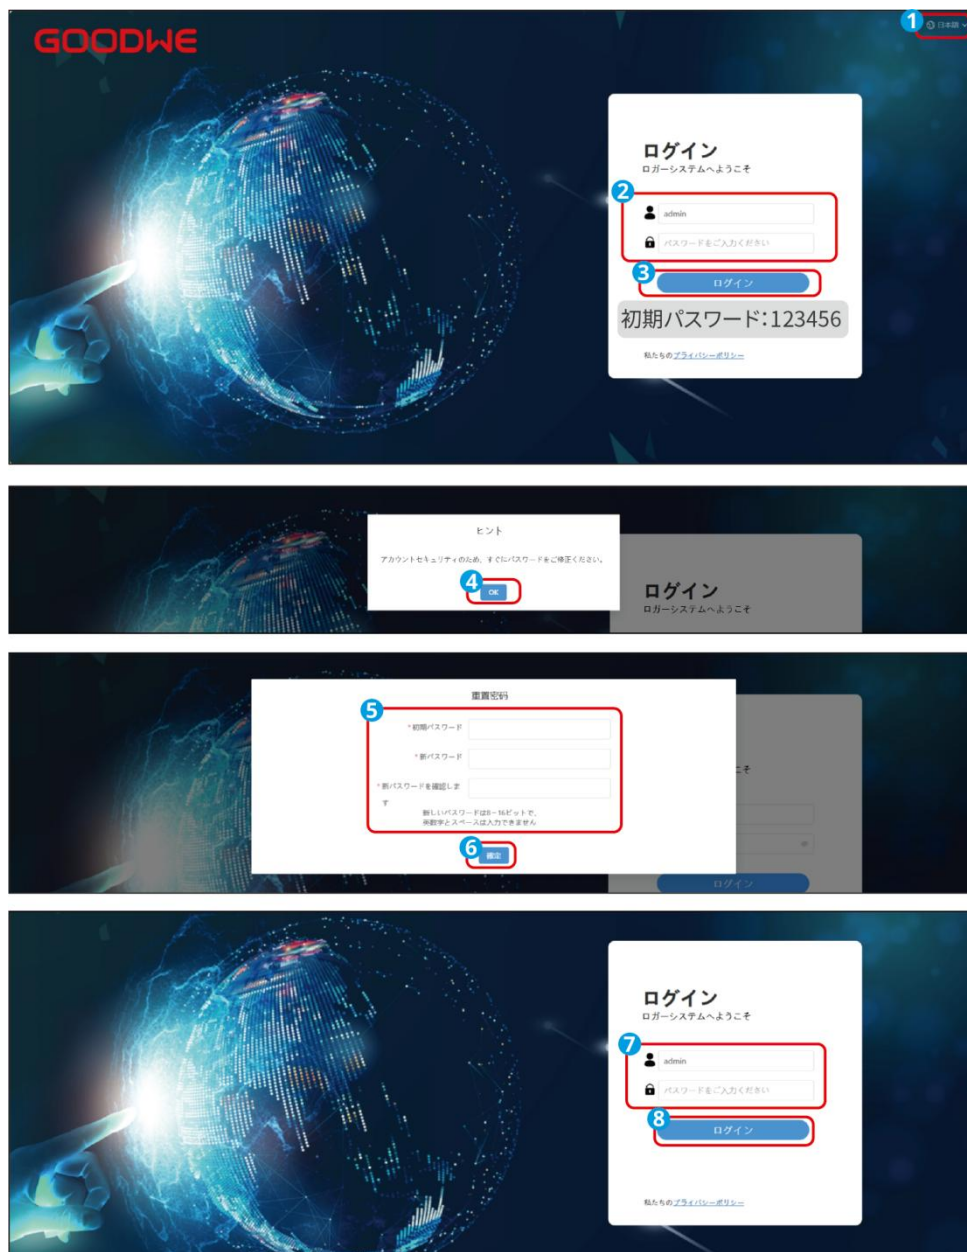 GOODWE
1
日本語
ログイン
ロガーシステムへようこそ
2
admin
パスワードをご入力ください
3
ログイン
初期パスワード:123456
私たちのプライバシーポリシー
ヒント
アカウントセキュリティのため、すぐにパスワードをご修正ください。
4
OK
ログイン
ロガーシステムへようこそ
重置密码
5
*初期パスワード
*新パスワード
*新パスワードを確認しま
す
新しいパスワードは8-16ビットで、
英数字とスペースは入力できません
6
確定
こそ
ログイン
ログイン
ロガーシステムへようこそ
7
admin
パスワードをご入力ください
8
ログイン
私たちのプライバシーポリシー